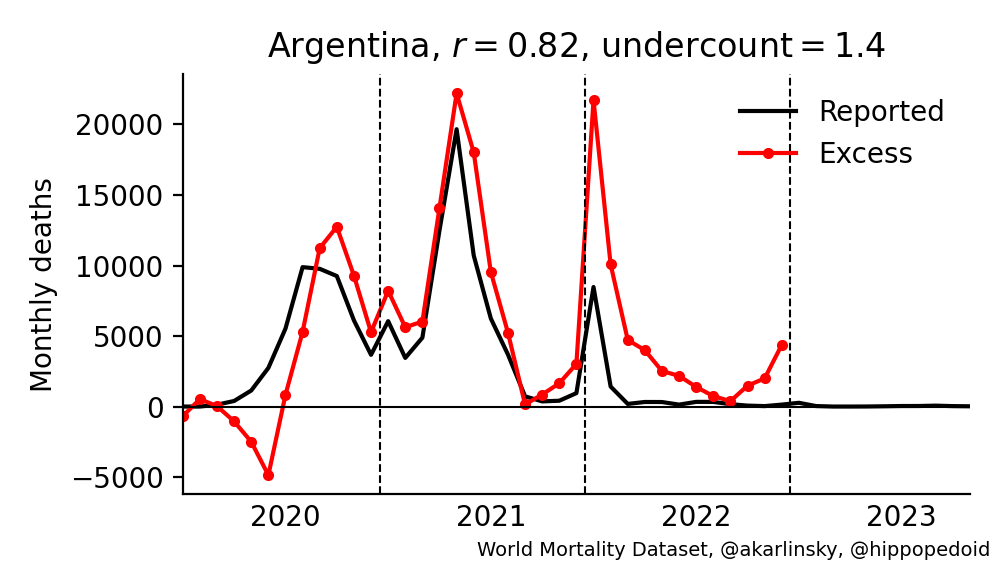 Argentina, r = 0.82, undercount = 1.4
Reported
Excess
Monthly deaths
20000
15000
10000
5000
0
−5000
2020 2021 2022 2023
World Mortality Dataset, @akarlinsky, @hippopedoid